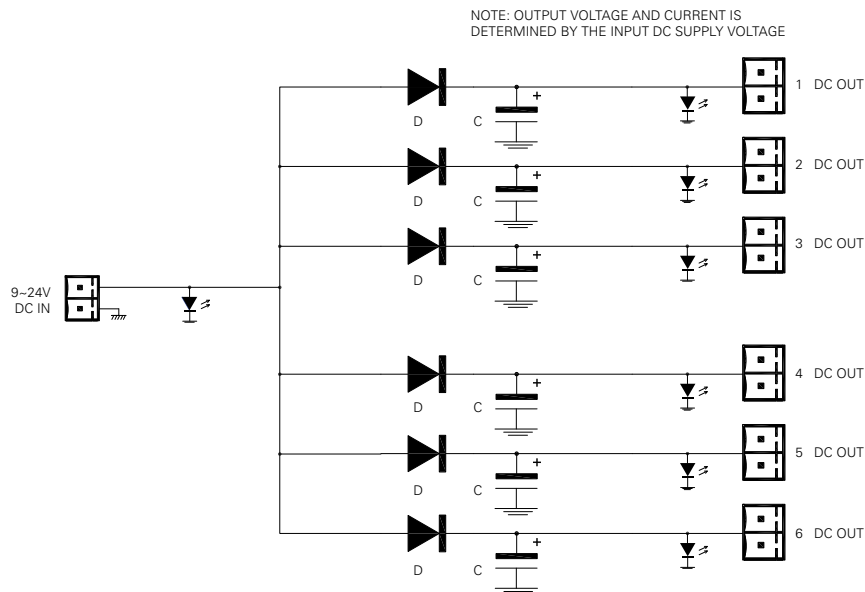 NOTE: OUTPUT VOLTAGE AND CURRENT IS
DETERMINED BY THE INPUT DC SUPPLY VOLTAGE
+
1 DC OUT
D
C
+
2 DC OUT
D
C
+
3 DC OUT
D
C
9~24V
DC IN
+
4 DC OUT
D
C
+
5 DC OUT
D
C
+
6 DC OUT
D
C